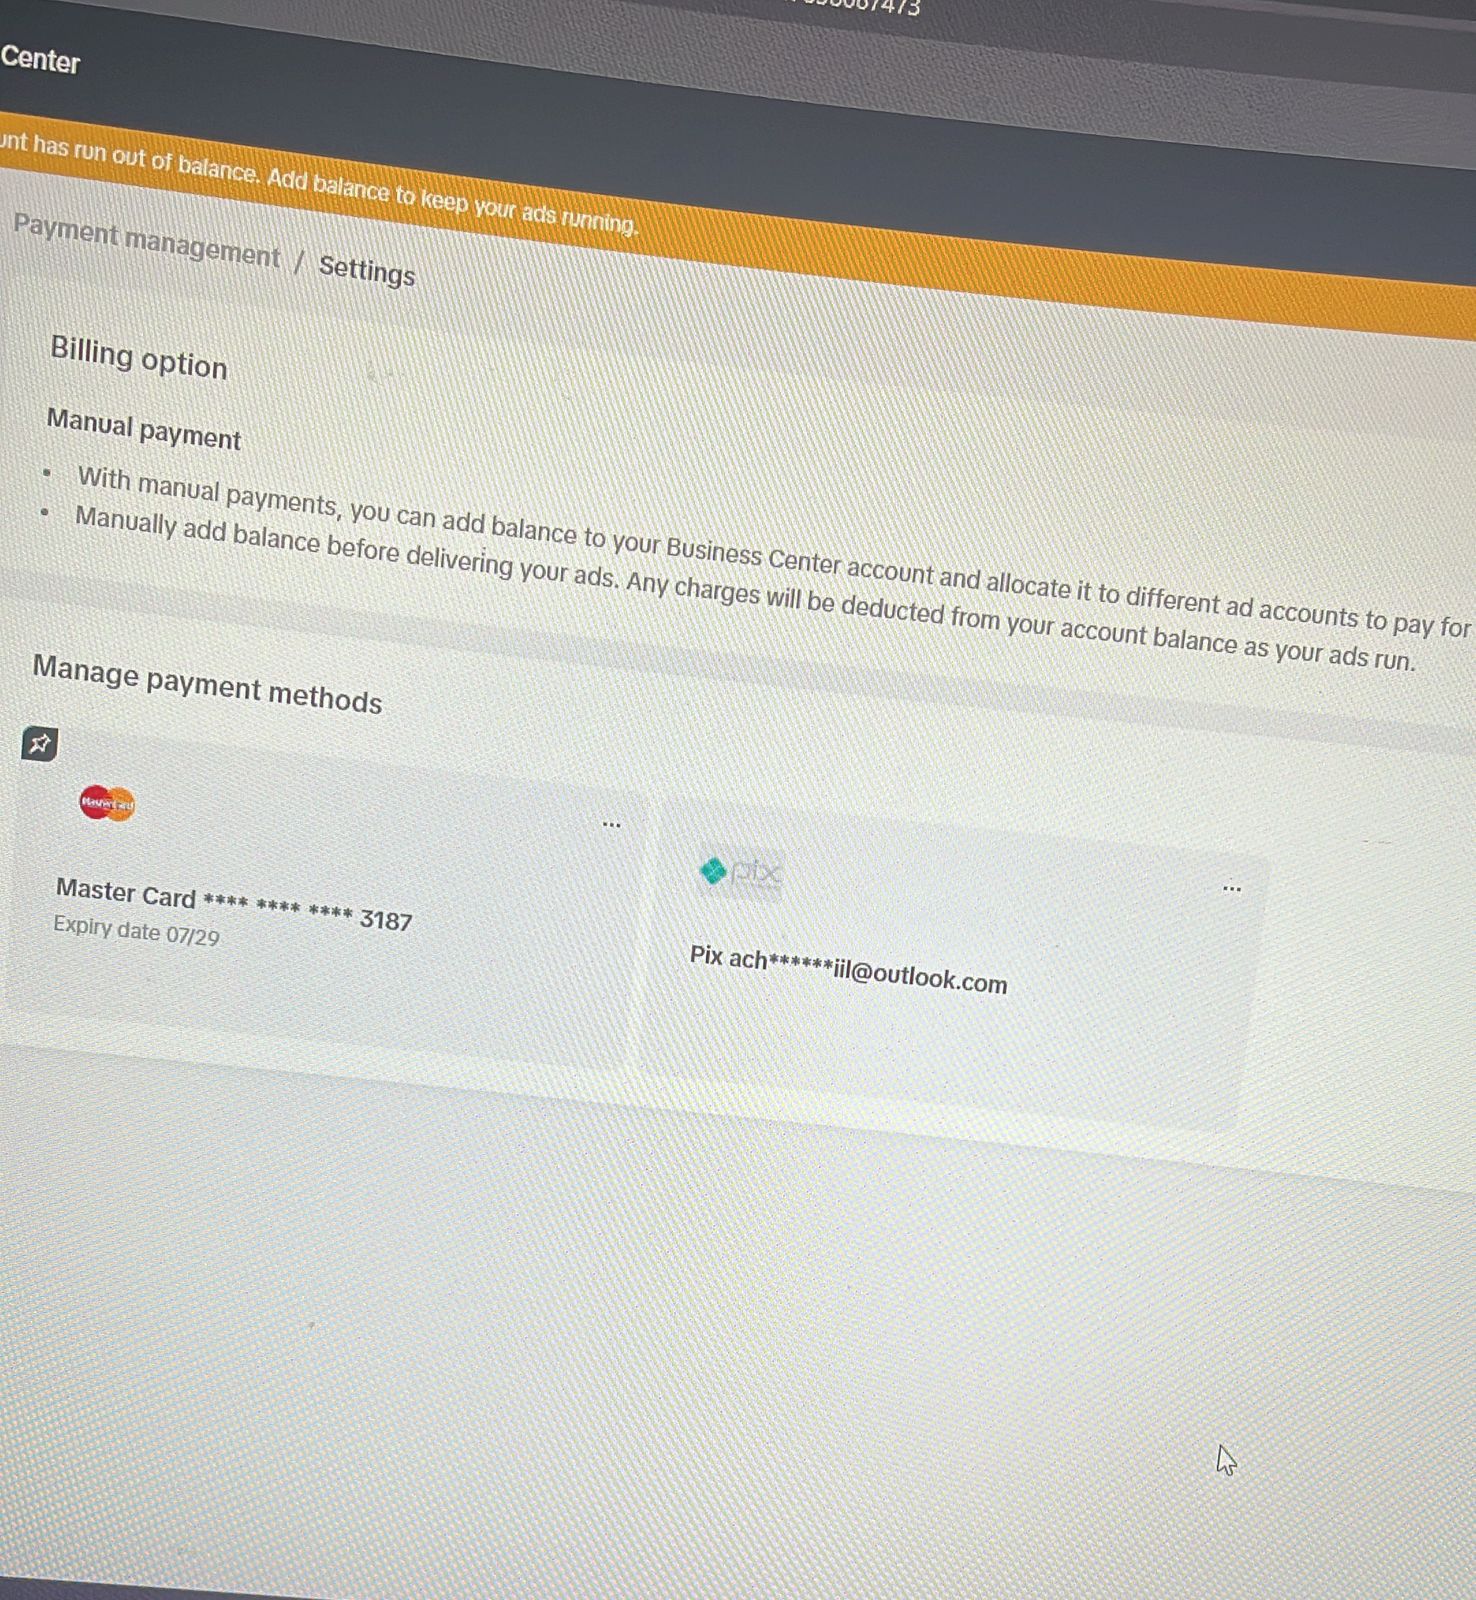 7473
Center
has run out of balance. Add balance to keep your ads running.
Payment management / Settings
Billing option
Manual payment
• With manual payments, you can add balance to your Business Center account and allocate it to different ad accounts to pay for
• Manually add balance before delivering your ads. Any charges will be deducted from your account balance as your ads run.
Manage payment methods
MasterCard
...
pix
...
Master Card **** **** **** 3187
Expiry date 07/29
Pix ach******iil@outlook.com